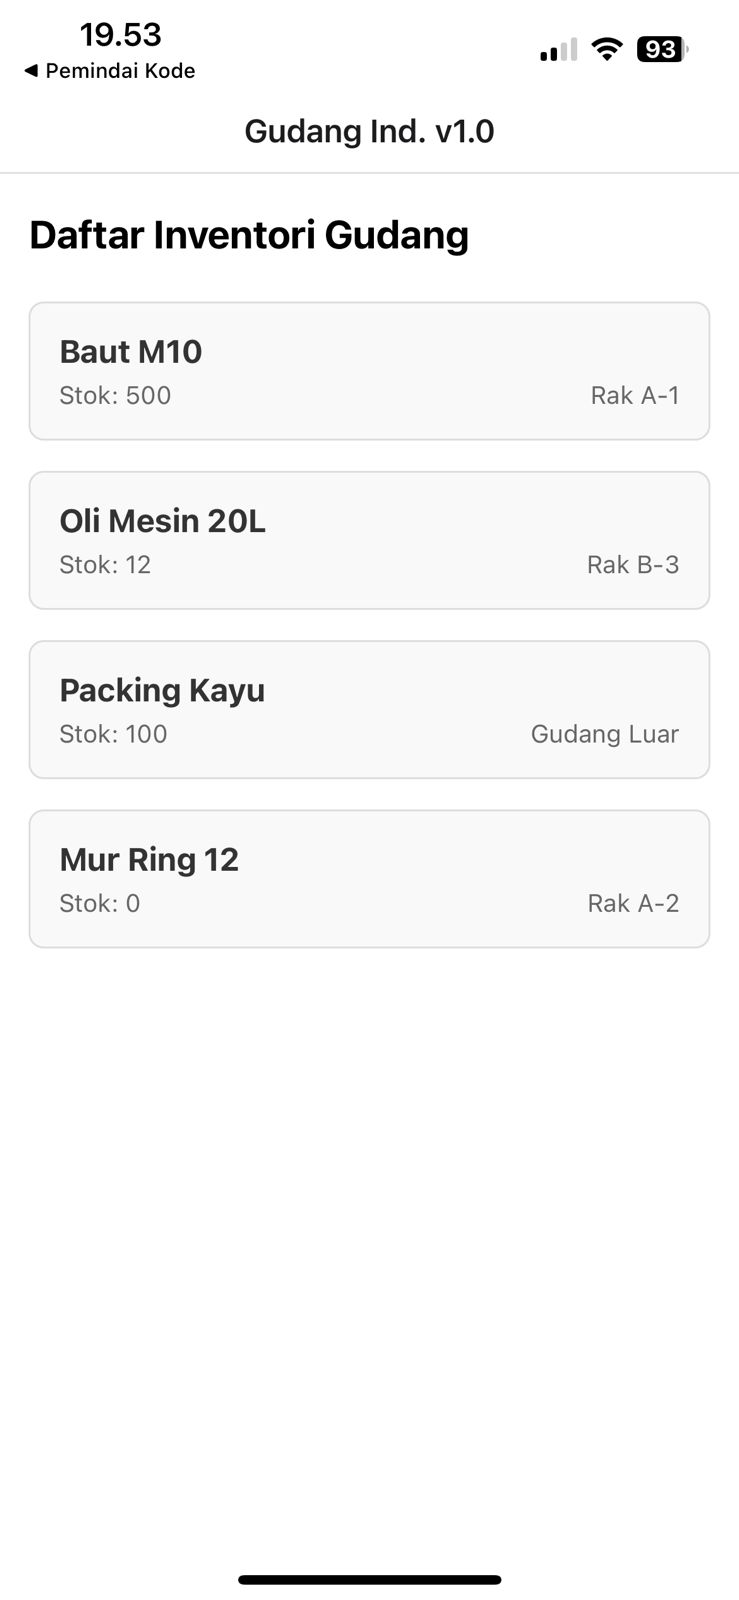 19.53
93
◀ Pemindai Kode
Gudang Ind. v1.0
Daftar Inventori Gudang
Baut M10
Stok: 500 Rak A-1
Oli Mesin 20L
Stok: 12 Rak B-3
Packing Kayu
Stok: 100 Gudang Luar
Mur Ring 12
Stok: 0 Rak A-2